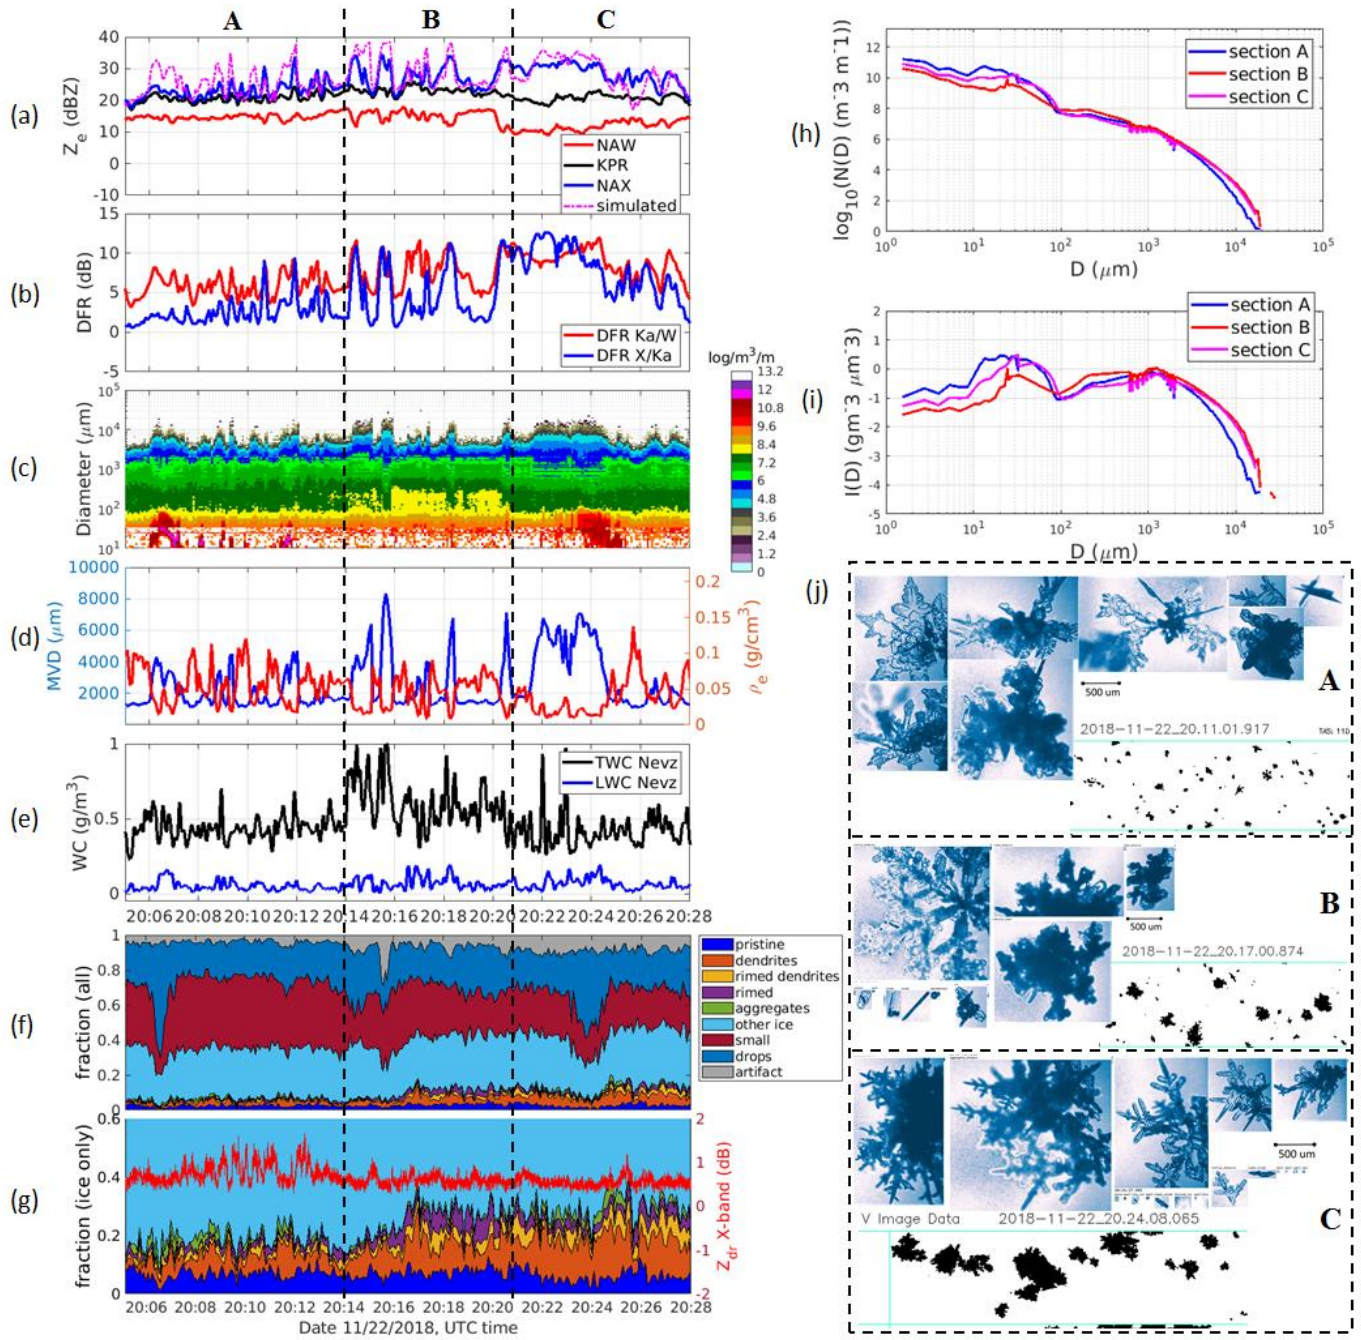 A B C
(a)
Z_e (dBZ)
40
30
20
10
0
-10
NAW
KPR
NAX
simulated
(b)
DFR (dB)
15
10
5
0
-5
DFR Ka/W
DFR X/Ka
(c)
Diameter (μm)
10^5
10^4
10^3
10^2
10^1
log/m^3/m
13.2
12
10.8
9.6
8.4
7.2
6
4.8
3.6
2.4
1.2
0
(d)
MVD (μm)
10000
8000
6000
4000
2000
0.2
0.15
0.1
0.05
0
ρ_e (g/cm^3)
(e)
WC (g/m^3)
1
0.5
0
TWC Nevz
LWC Nevz
20:06 20:08 20:10 20:12 20:14 20:16 20:18 20:20 20:22 20:24 20:26 20:28
(f)
fraction (all)
1
0.8
0.6
0.4
0.2
0
pristine
dendrites
rimed dendrites
rimed
aggregates
other ice
small
drops
artifact
(g)
fraction (ice only)
0.6
0.4
0.2
0
2
1
0
-1
-2
Z_dr X-band (dB)
20:06 20:08 20:10 20:12 20:14 20:16 20:18 20:20 20:22 20:24 20:26 20:28
Date 11/22/2018, UTC time
(h)
log_10(N(D) (m^-3 m^-1))
12
10
8
6
4
2
0
section A
section B
section C
10^0 10^1 10^2 10^3 10^4 10^5
D (μm)
(i)
I(D) (gm^-3 μm^-3)
2
1
0
-1
-2
-3
-4
-5
section A
section B
section C
10^0 10^1 10^2 10^3 10^4 10^5
D (μm)
(j)
500 um
A
2018-11-22_20.11.01.917
TAS: 110
B
500 um
2018-11-22_20.17.00.874
500 um
C
V Image Data 2018-11-22_20.24.08.065